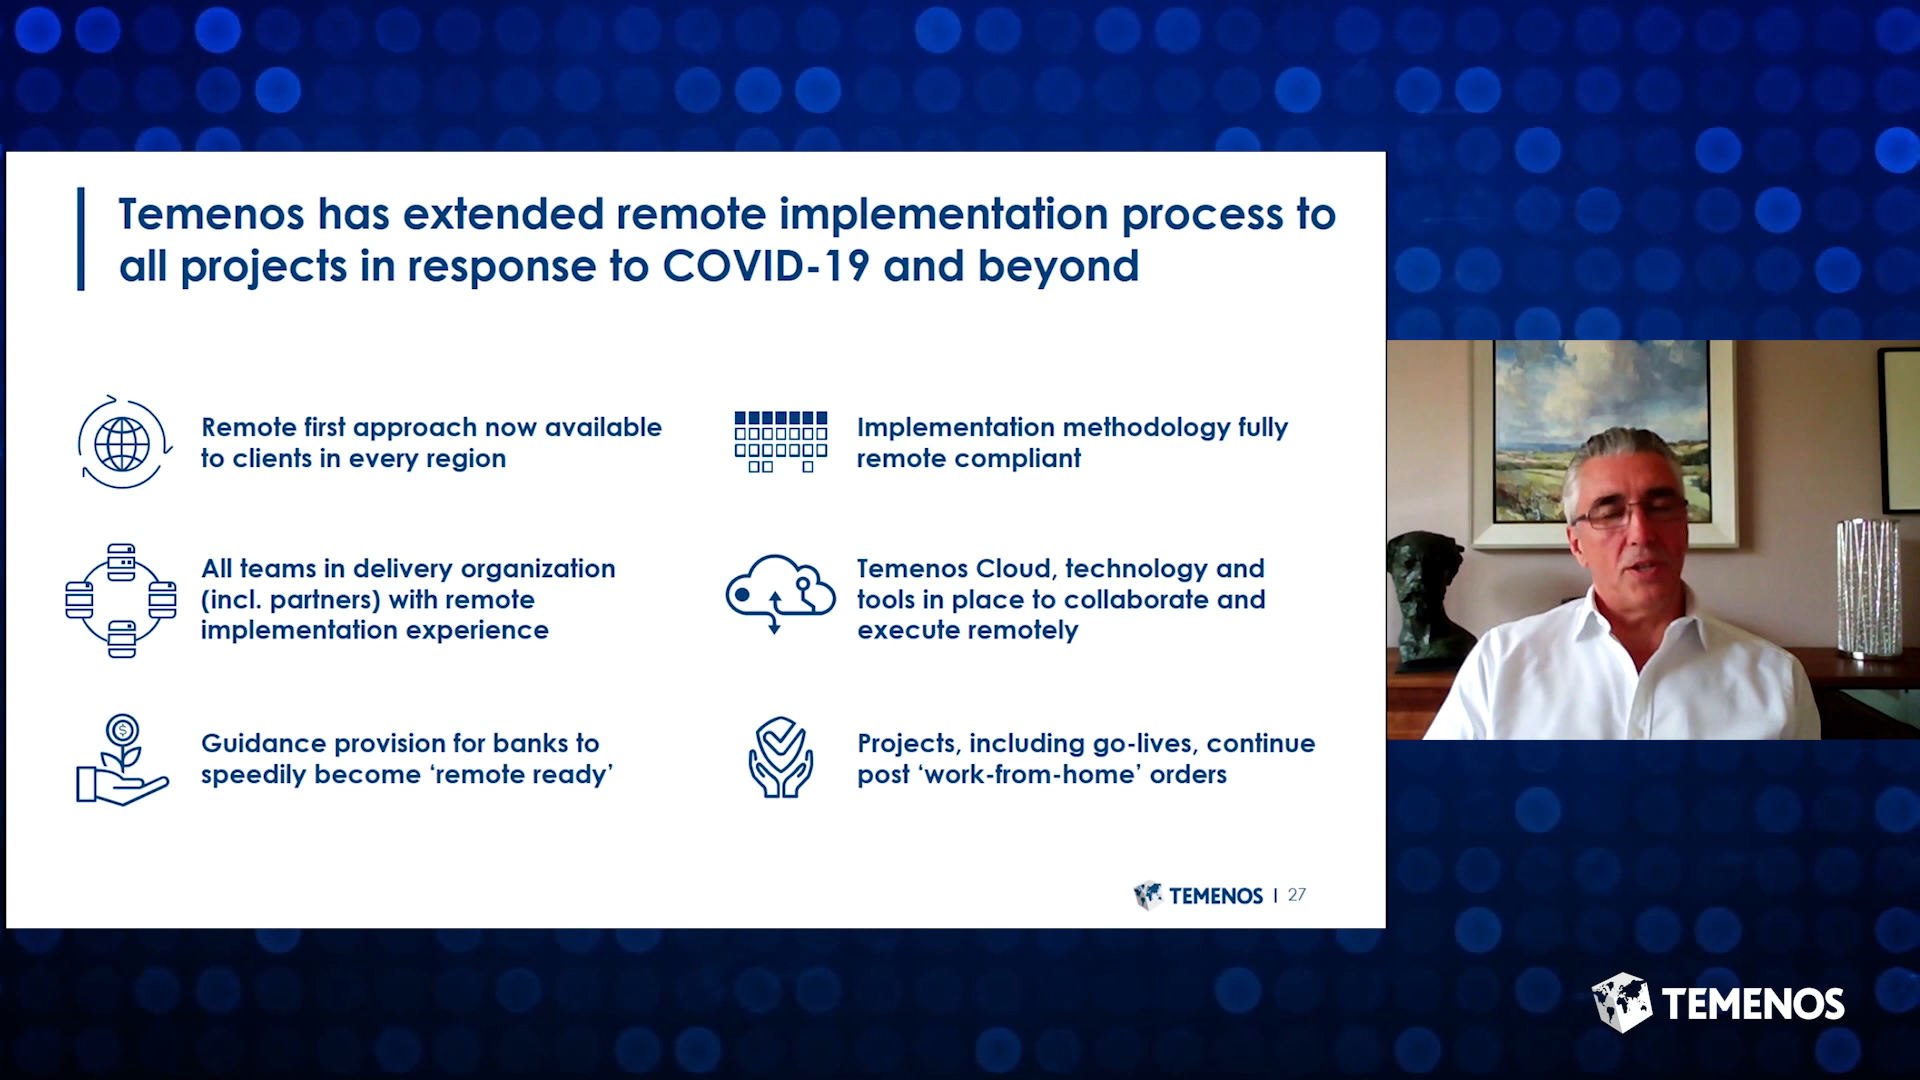 Temenos has extended remote implementation process to
all projects in response to COVID-19 and beyond
Remote first approach now available
to clients in every region
Implementation methodology fully
remote compliant
All teams in delivery organization
(incl. partners) with remote
implementation experience
Temenos Cloud, technology and
tools in place to collaborate and
execute remotely
$
Guidance provision for banks to
speedily become ‘remote ready’
Projects, including go-lives, continue
post ‘work-from-home’ orders
TEMENOS | 27
TEMENOS